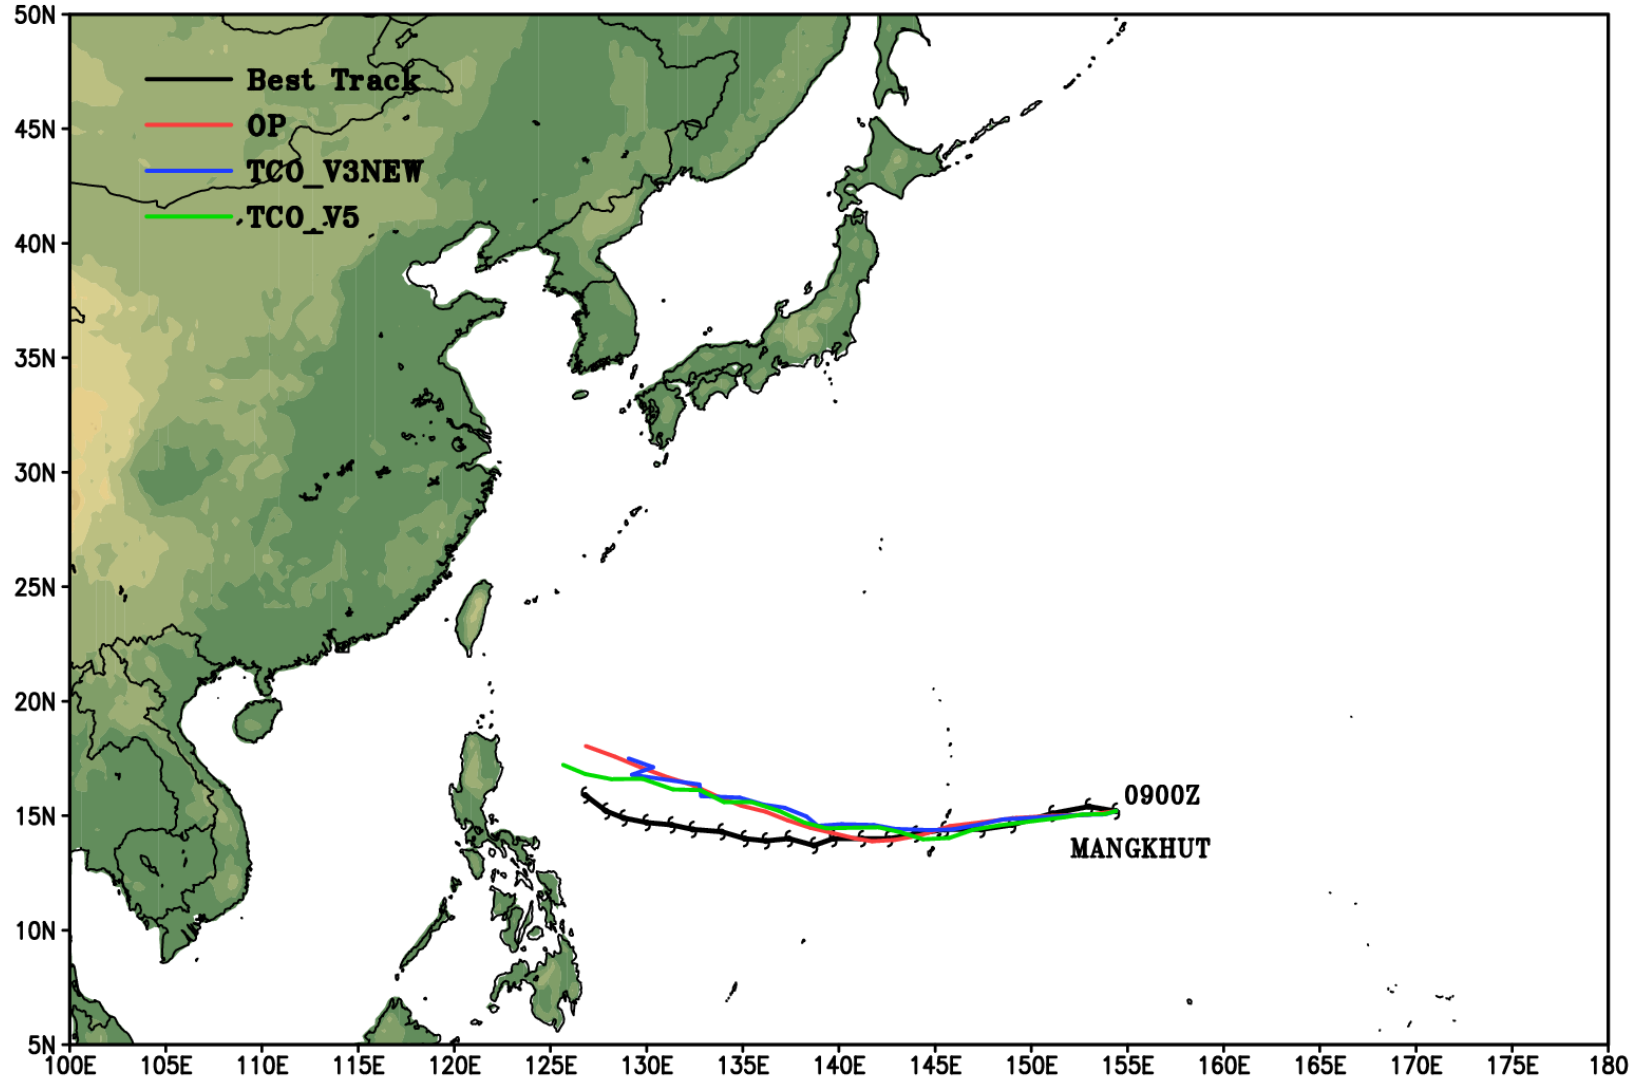 50N
Best Track
OP
45N
TCO_V3NEW
TCO_V5
40N
35N
30N
25N
20N
0900Z
15N
MANGKHUT
10N
5N
100E 105E 110E 115E 120E 125E 130E 135E 140E 145E 150E 155E 160E 165E 170E 175E 180